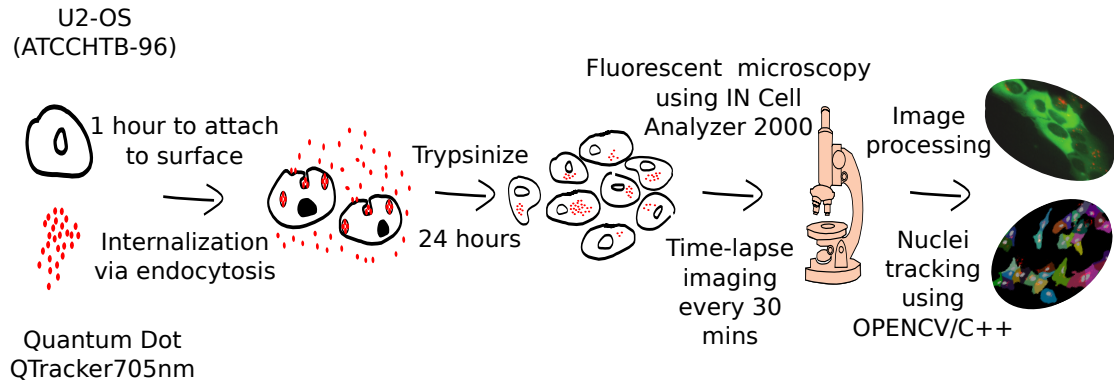 U2-OS
(ATCCHTB-96)
1 hour to attach
to surface
Internalization
via endocytosis
Quantum Dot
QTracker705nm
Trypsinize
24 hours
Fluorescent microscopy
using IN Cell
Analyzer 2000
Time-lapse
imaging
every 30
mins
Image
processing
Nuclei
tracking
using
OPENCV/C++